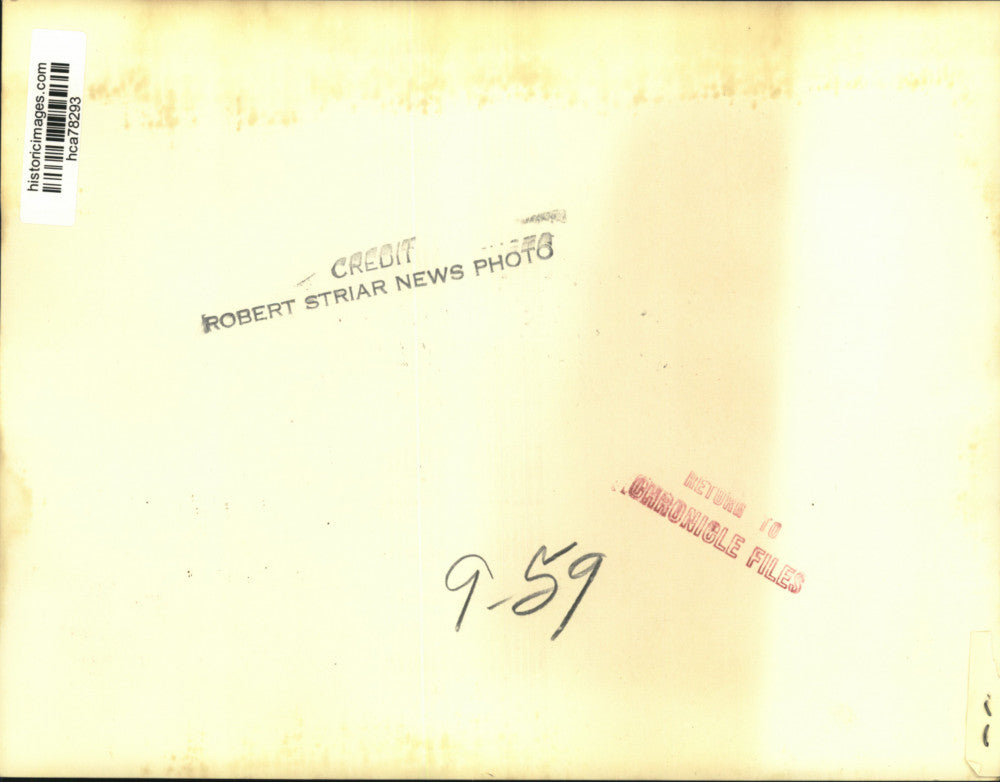 historicimages.com
hca78293
CREDIT
ROBERT STRIAR NEWS PHOTO
RETURN TO
CHRONICLE FILES
9-59